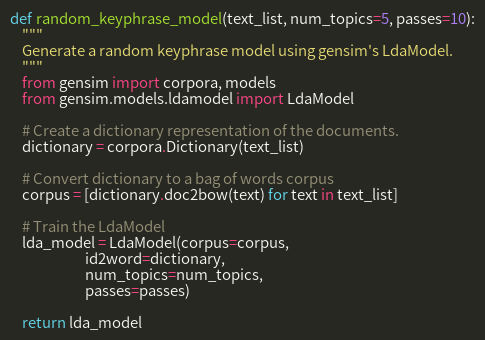 def random_keyphrase_model(text_list, num_topics=5, passes=10):
"""
Generate a random keyphrase model using gensim's LdaModel.
"""
from gensim import corpora, models
from gensim.models.ldamodel import LdaModel
# Create a dictionary representation of the documents.
dictionary = corpora.Dictionary(text_list)
# Convert dictionary to a bag of words corpus
corpus = [dictionary.doc2bow(text) for text in text_list]
# Train the LdaModel
lda_model = LdaModel(corpus=corpus,
id2word=dictionary,
num_topics=num_topics,
passes=passes)
return lda_model